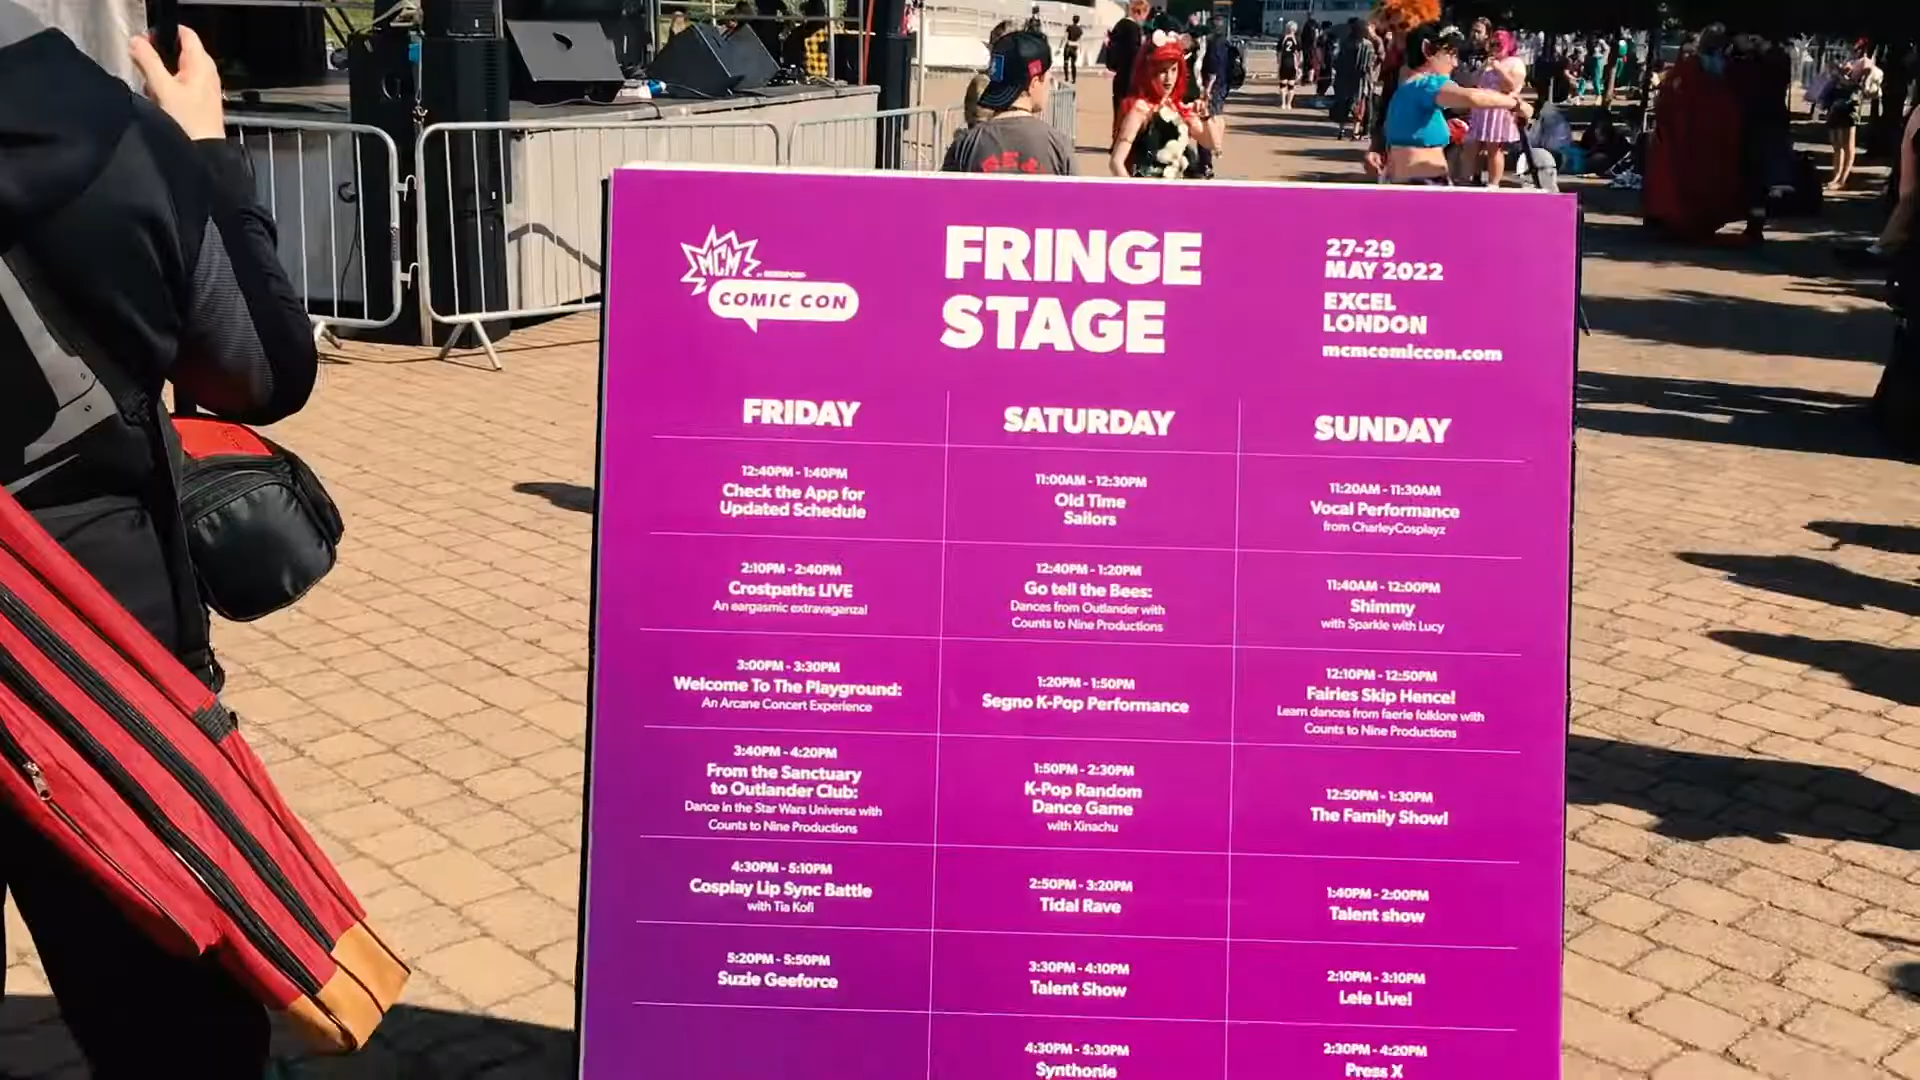 MCM
COMIC CON
FRINGE
STAGE
27-29
MAY 2022
EXCEL
LONDON
mcmcomiccon.com
FRIDAY
12:40PM - 1:40PM
Check the App for
Updated Schedule
2:10PM - 2:40PM
Crostpaths LIVE
An eargasmic extravaganza!
3:00PM - 3:30PM
Welcome To The Playground:
An Arcane Concert Experience
3:40PM - 4:20PM
From the Sanctuary
to Outlander Club:
Dance in the Star Wars Universe with
Counts to Nine Productions
4:30PM - 5:10PM
Cosplay Lip Sync Battle
with Tia Kofi
5:20PM - 5:50PM
Suzie Geeforce
SATURDAY
11:00AM - 12:30PM
Old Time
Sailors
12:40PM - 1:20PM
Go tell the Bees:
Dances from Outlander with
Counts to Nine Productions
1:20PM - 1:50PM
Segno K-Pop Performance
1:50PM - 2:30PM
K-Pop Random
Dance Game
with Xinachu
2:50PM - 3:20PM
Tidal Rave
3:30PM - 4:10PM
Talent Show
4:30PM - 5:30PM
Synthonie
SUNDAY
11:20AM - 11:30AM
Vocal Performance
from CharleyCosplayz
11:40AM - 12:00PM
Shimmy
with Sparkle with Lucy
12:10PM - 12:50PM
Fairies Skip Hence!
Learn dances from faerie folklore with
Counts to Nine Productions
12:50PM - 1:30PM
The Family Show!
1:40PM - 2:00PM
Talent show
2:10PM - 3:10PM
Lele Live!
2:30PM - 4:20PM
Press X